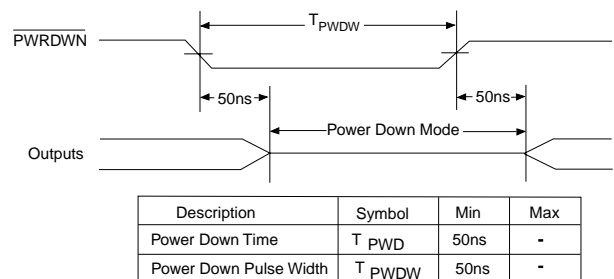 T PWDW
PWRDWN
50ns 50ns
Power Down Mode
Outputs
Description Symbol Min Max
Power Down Time T PWD 50ns -
Power Down Pulse Width T PWDW 50ns -